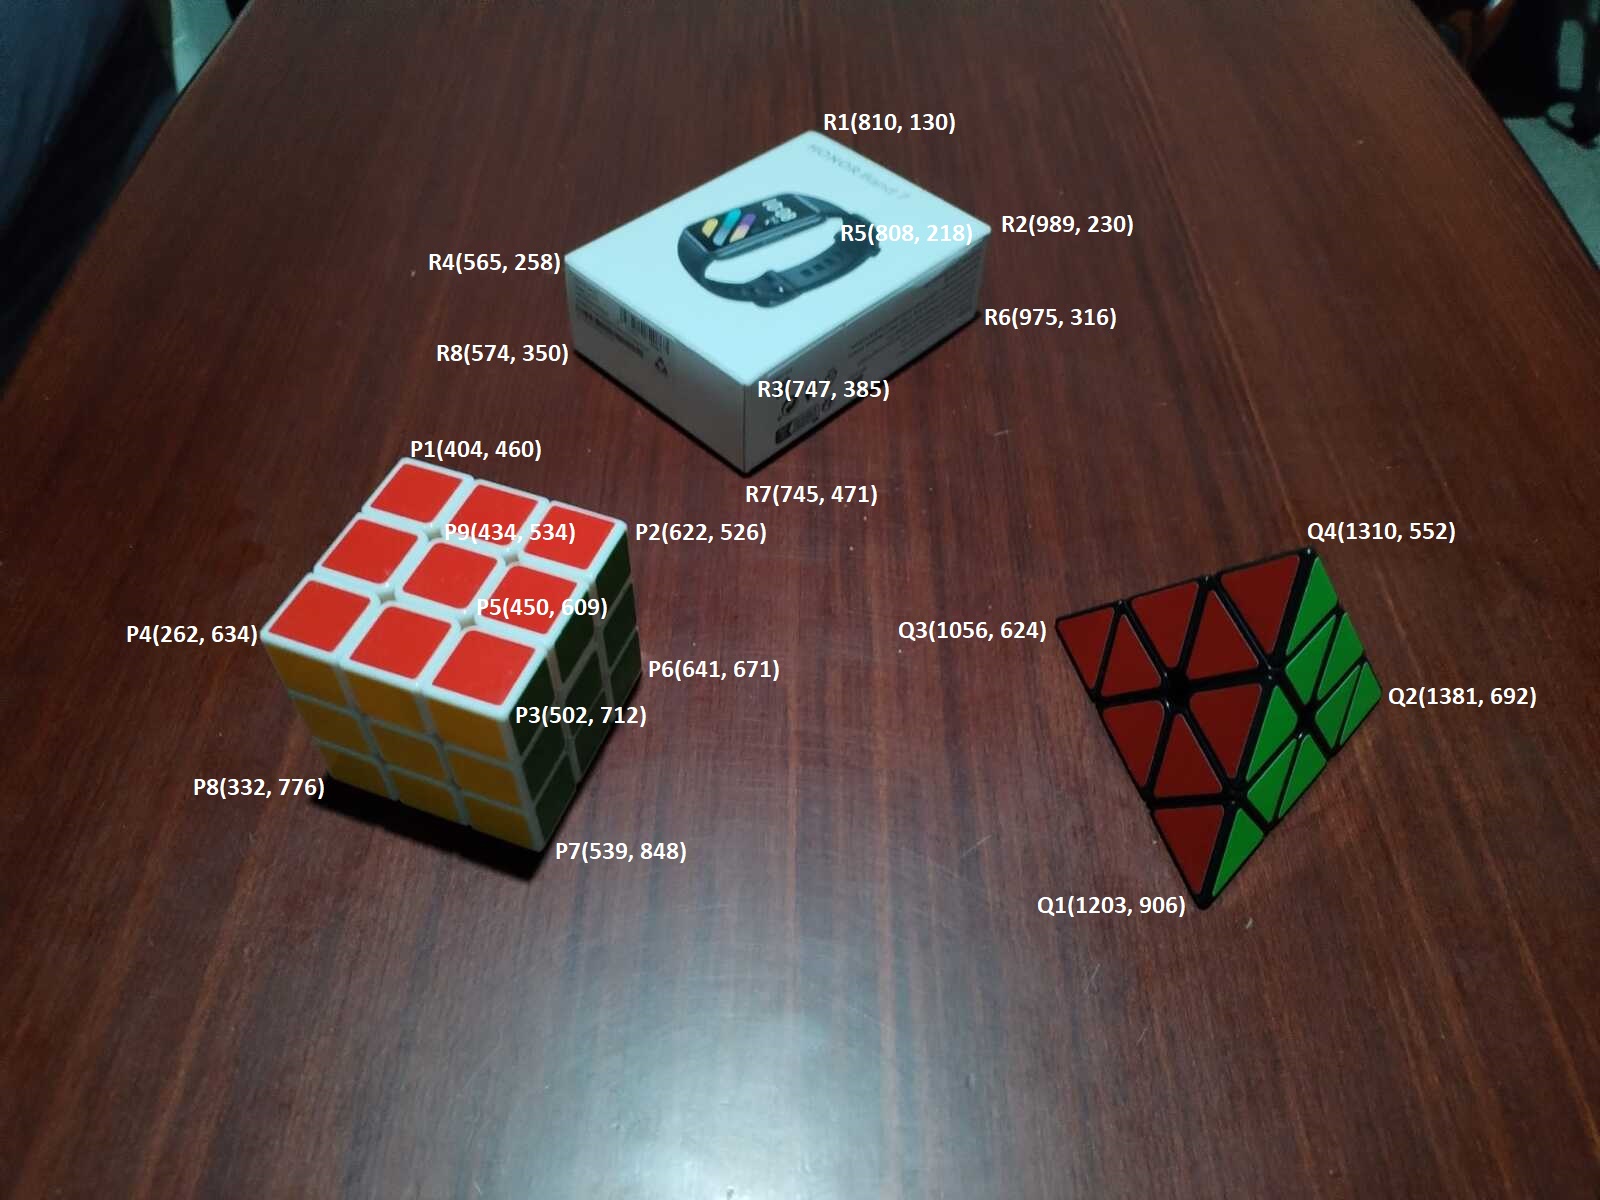 R1(810, 130)
HONOR Band 7
R5(808, 218)
R2(989, 230)
R4(565, 258)
R6(975, 316)
R8(574, 350)
R3(747, 385)
P1(404, 460)
R7(745, 471)
P9(434, 534)
P2(622, 526)
Q4(1310, 552)
P5(450, 609)
P4(262, 634)
Q3(1056, 624)
P6(641, 671)
Q2(1381, 692)
P3(502, 712)
P8(332, 776)
P7(539, 848)
Q1(1203, 906)